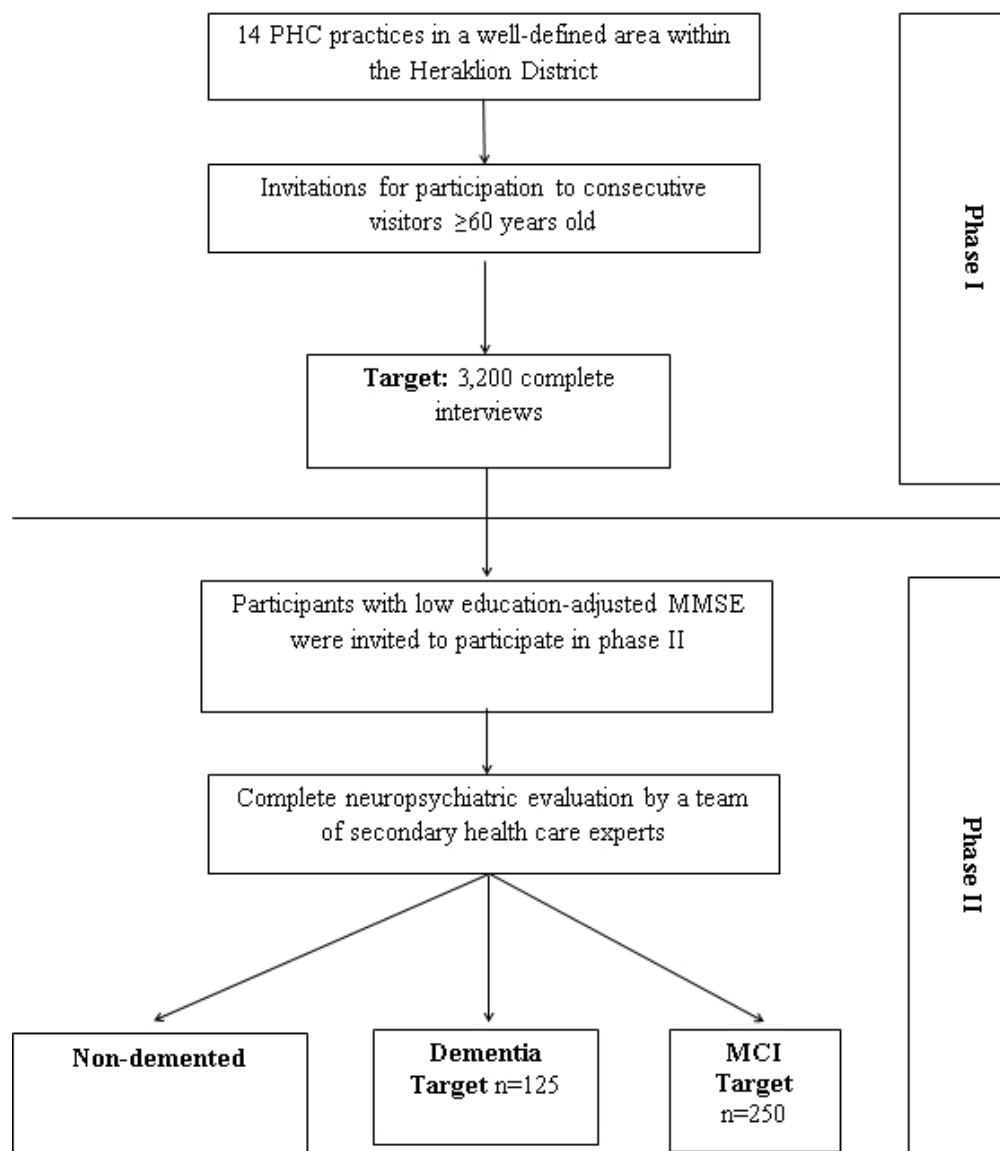 14 PHC practices in a well-defined area within
the Heraklion District
Invitations for participation to consecutive
visitors ≥60 years old
Phase I
Target: 3,200 complete
interviews
Participants with low education-adjusted MMSE
were invited to participate in phase II
Complete neuropsychiatric evaluation by a team
of secondary health care experts
Phase II
Non-demented
Dementia
Target n=125
MCI
Target
n=250